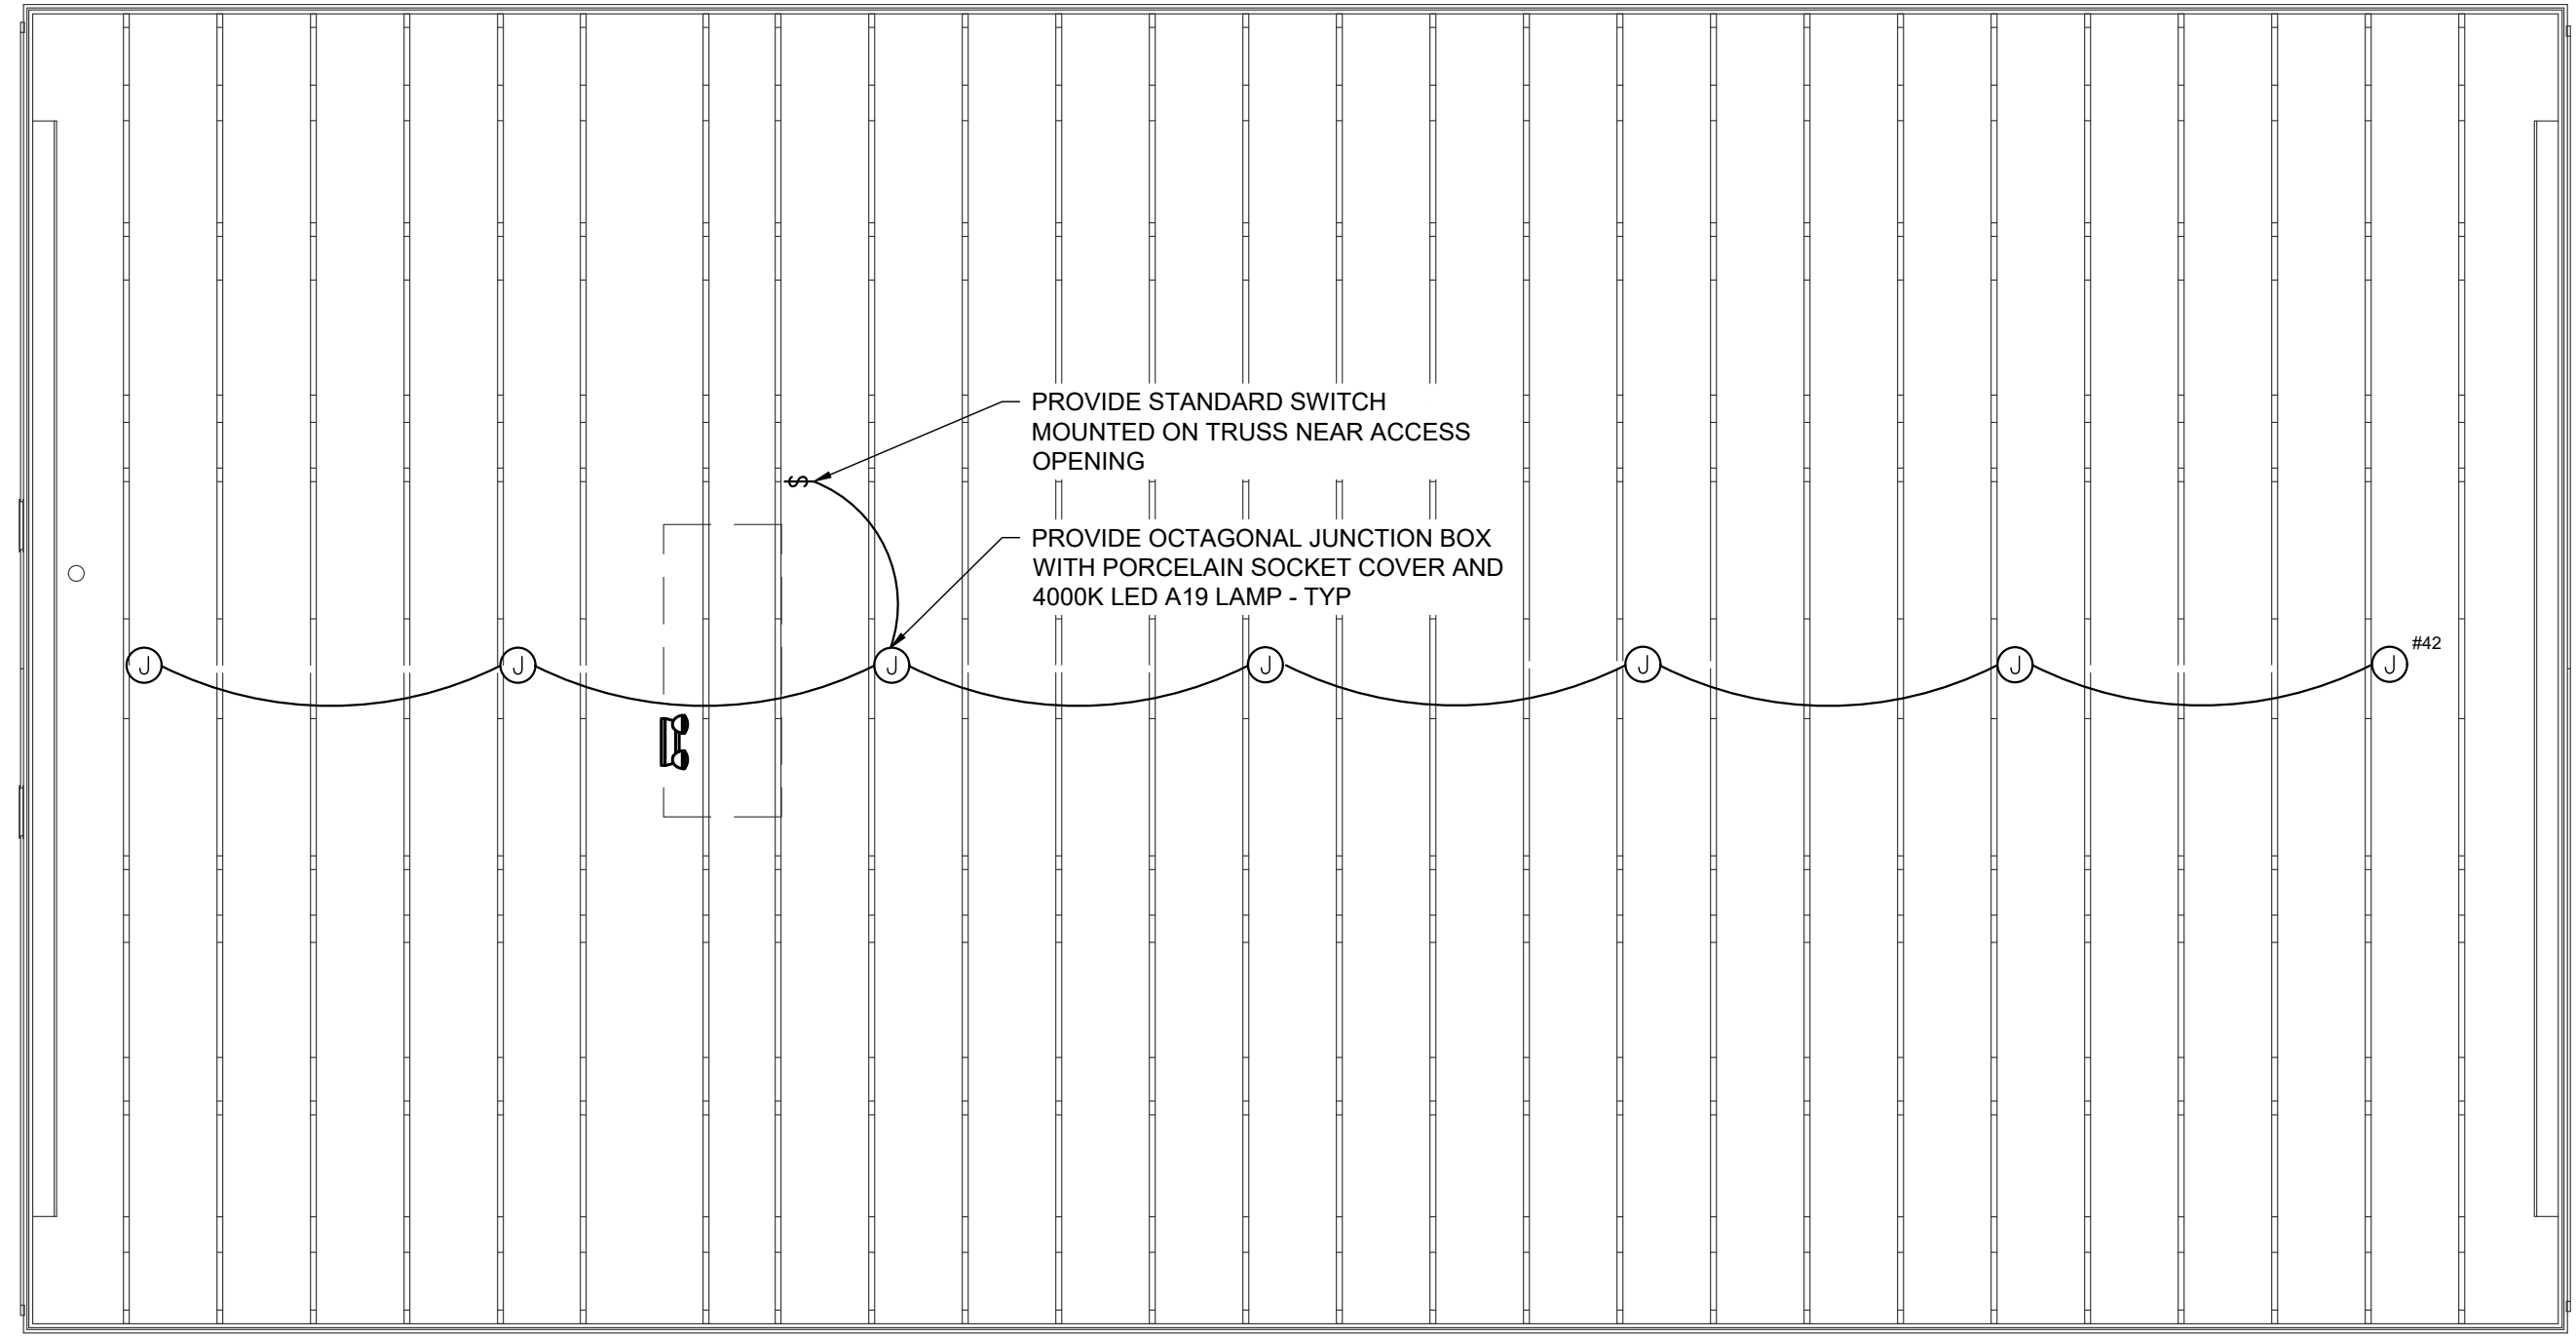 PROVIDE STANDARD SWITCH
MOUNTED ON TRUSS NEAR ACCESS
OPENING
S
PROVIDE OCTAGONAL JUNCTION BOX
WITH PORCELAIN SOCKET COVER AND
4000K LED A19 LAMP - TYP
#42
J J J J J J J